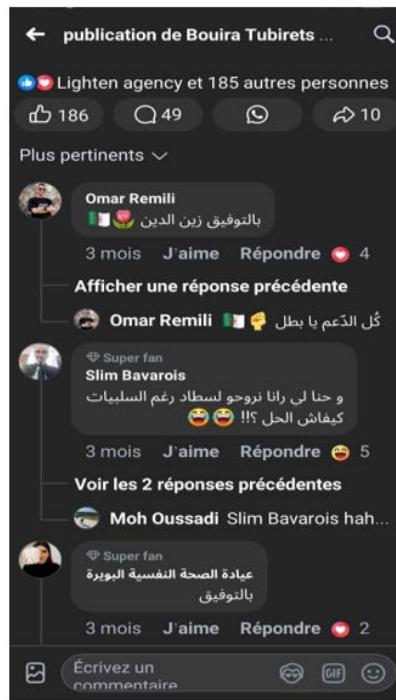 publication de Bouira Tubirets ...
Lighten agency et 185 autres personnes
186 49 10
Plus pertinents
Omar Remili
بالتوفيق زين الدين 🌹🇩🇿
3 mois J'aime Répondre 4
Afficher une réponse précédente
Omar Remili كُل الدّعم يا بطل ✊🇩🇿
Super fan
Slim Bavarois
و حنا لي رانا نروحو لسطاد رغم السلبيات
كيفاش الحل ؟!! 😂😂
3 mois J'aime Répondre 5
Voir les 2 réponses précédentes
Moh Oussadi Slim Bavarois hah...
Super fan
عيادة الصحة النفسية البويرة
بالتوفيق
3 mois J'aime Répondre 2
Écrivez un
commentaire
GIF